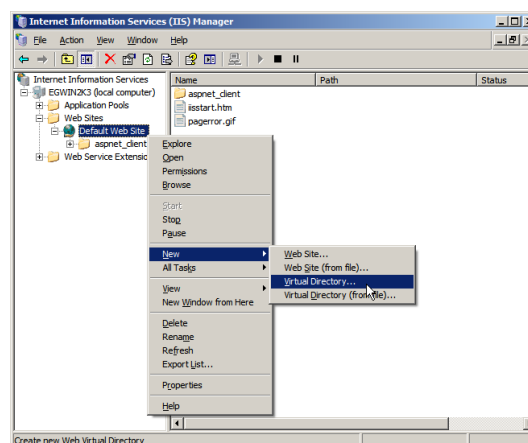 Internet Information Services (IIS) Manager
File Action View Window Help
Internet Information Services
EGWIN2K3 (local computer)
Application Pools
Web Sites
Default Web Site
aspnet_client
Web Service Extensio
Name Path Status
aspnet_client
iisstart.htm
pagerror.gif
Explore
Open
Permissions
Browse
Start
Stop
Pause
New
All Tasks
View
New Window from Here
Delete
Rename
Refresh
Export List...
Properties
Help
Web Site...
Web Site (from file)...
Virtual Directory...
Virtual Directory (from file)...
Create new Web Virtual Directory